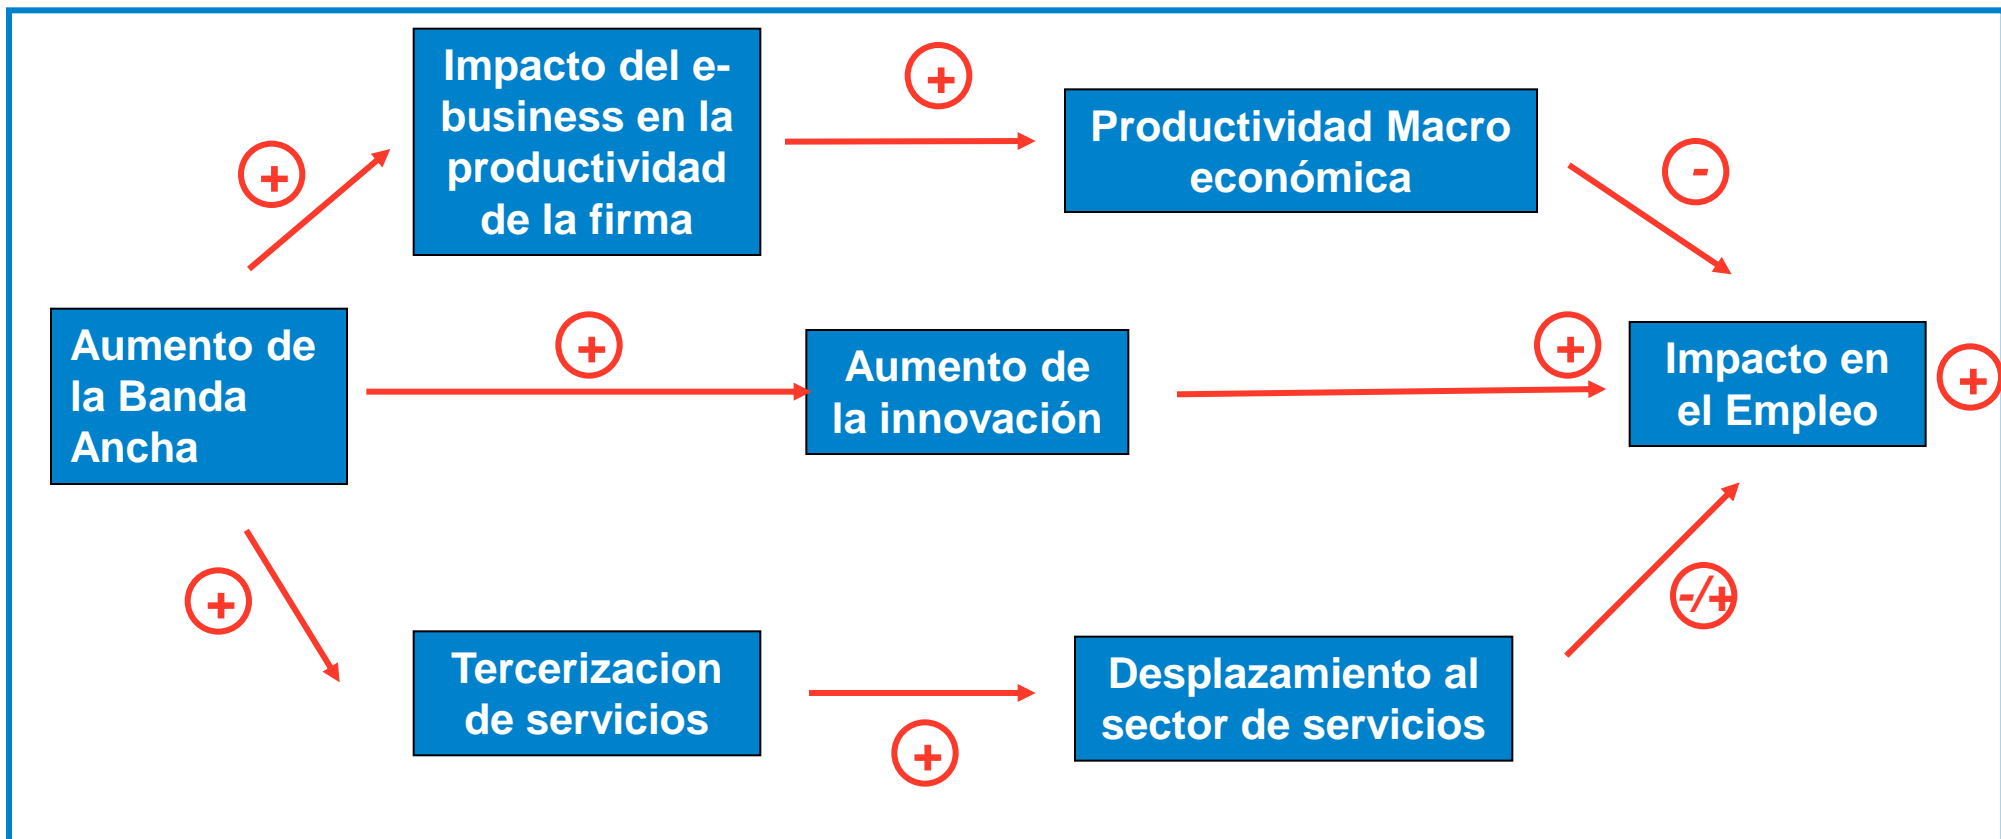 Impacto del e-
business en la
productividad
de la firma
+
+
Productividad Macro
económica
-
Aumento de
la Banda
Ancha
+
Aumento de
la innovación
+
Impacto en
el Empleo
+
+
Tercerizacion
de servicios
+
Desplazamiento al
sector de servicios
-/+